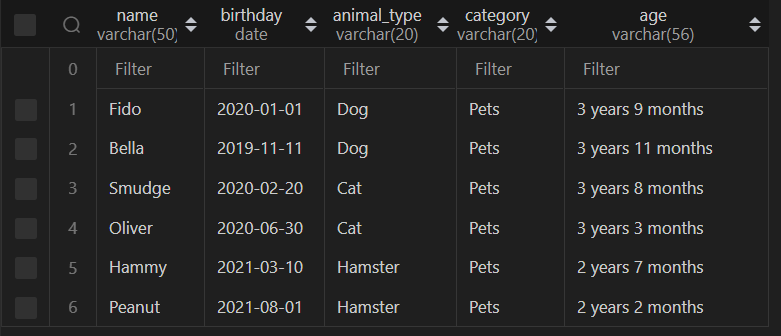 name birthday animal_type category age
varchar(50) date varchar(20) varchar(20) varchar(56)
0 Filter Filter Filter Filter Filter
1 Fido 2020-01-01 Dog Pets 3 years 9 months
2 Bella 2019-11-11 Dog Pets 3 years 11 months
3 Smudge 2020-02-20 Cat Pets 3 years 8 months
4 Oliver 2020-06-30 Cat Pets 3 years 3 months
5 Hammy 2021-03-10 Hamster Pets 2 years 7 months
6 Peanut 2021-08-01 Hamster Pets 2 years 2 months